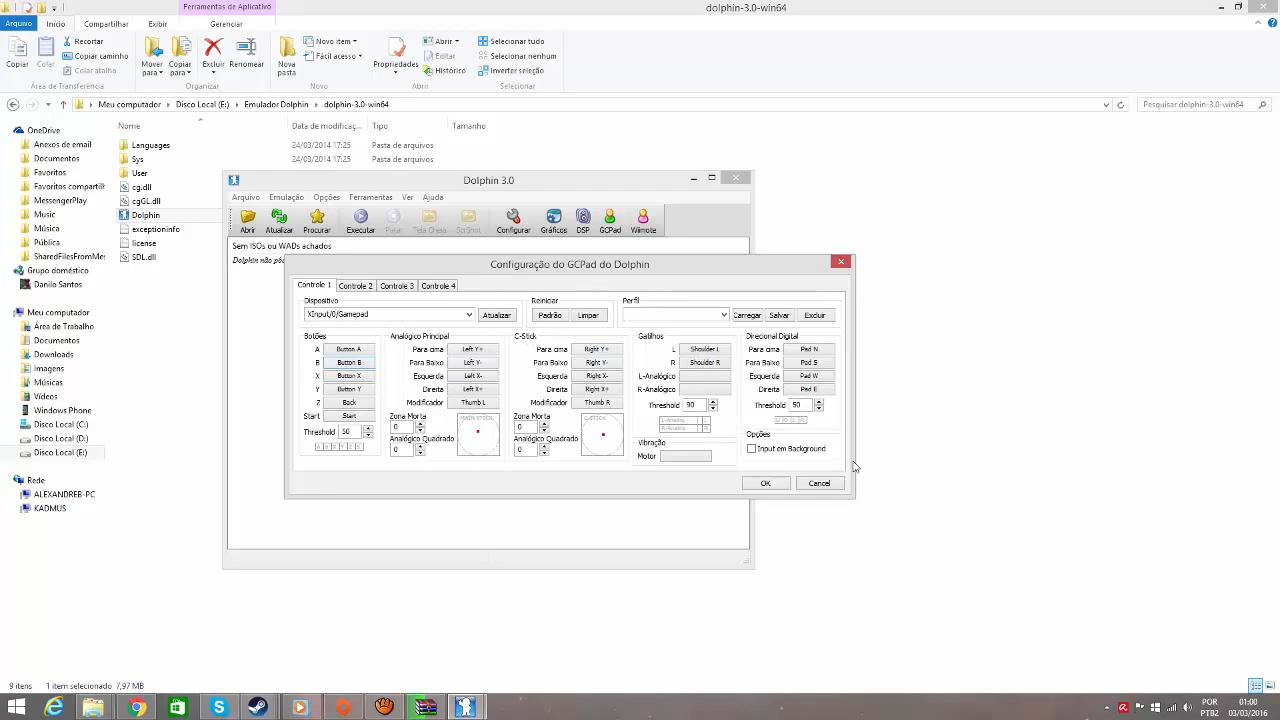 Ferramentas de Aplicativo
dolphin-3.0-win64
Arquivo Início Compartilhar Exibir Gerenciar
Copiar
Colar
Recortar
Copiar caminho
Colar atalho
Área de Transferência
Mover para
Copiar para
Excluir
Renomear
Organizar
Nova pasta
Novo item
Fácil acesso
Novo
Propriedades
Abrir
Editar
Histórico
Abrir
Selecionar tudo
Selecionar nenhum
Inverter seleção
Selecionar
Meu computador Disco Local (E:) Emulador Dolphin dolphin-3.0-win64
Pesquisar dolphin-3.0-win64
Nome Data de modificaç... Tipo Tamanho
OneDrive
Anexos de email
Documentos
Favoritos
Favoritos compartilh
MessengerPlay
Music
Música
Pública
SharedFilesFromMes
Grupo doméstico
Danilo Santos
Meu computador
Área de Trabalho
Documentos
Downloads
Imagens
Músicas
Vídeos
Windows Phone
Disco Local (C:)
Disco Local (D:)
Disco Local (E:)
Rede
ALEXANDREB-PC
KADMUS
Languages 24/03/2014 17:25 Pasta de arquivos
Sys 24/03/2014 17:25 Pasta de arquivos
User
cg.dll
cgGL.dll
Dolphin
exceptioninfo
license
SDL.dll
Dolphin 3.0
Arquivo Emulação Opções Ferramentas Ver Ajuda
Abrir Atualizar Procurar Executar Parar Tela Cheia ScrShot Configurar Gráficos DSP GCPad Wiimote
Sem ISOs ou WADs achados
Configuração do GCPad do Dolphin
Controle 1 Controle 2 Controle 3 Controle 4
Dispositivo
XInput/0/Gamepad Atualizar
Reiniciar
Padrão Limpar
Perfil
Carregar Salvar Excluir
Botões
A Button A
B Button B
X Button X
Y Button Y
Z Back
Start Start
Threshold 50
A B X Y Z S
Analógico Principal
Para cima Left Y+
Para Baixo Left Y-
Esquerda Left X-
Direita Left X+
Modificador Thumb L
Zona Morta
0
Analógico Quadrado
0
MAIN STICK
C-Stick
Para cima Right Y+
Para Baixo Right Y-
Esquerda Right X-
Direita Right X+
Modificador Thumb R
Zona Morta
0
Analógico Quadrado
0
C-STICK
Gatilhos
L Shoulder L
R Shoulder R
L-Analógico
R-Analógico
Threshold 90
L-Analog L
R-Analog R
Vibração
Motor
Direcional Digital
Para cima Pad N
Para Baixo Pad S
Esquerda Pad W
Direita Pad E
Threshold 50
U D L R
Opções
Input em Background
OK Cancel
9 itens 1 item selecionado 7,97 MB
POR
PTB2
01:00
03/03/2016